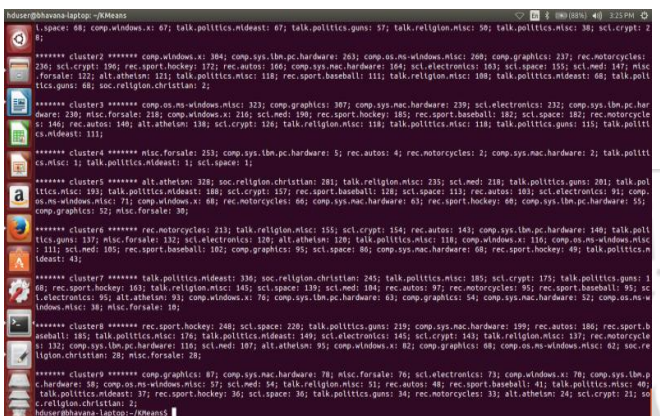 hduser@bhavana-laptop: ~/KMeans En (88%) 3:25 PM
l.space: 68; comp.windows.x: 67; talk.politics.mideast: 67; talk.politics.guns: 57; talk.religion.misc: 50; talk.politics.misc: 38; sci.crypt: 2
8;
******* cluster2 ******* comp.windows.x: 304; comp.sys.ibm.pc.hardware: 263; comp.os.ms-windows.misc: 260; comp.graphics: 237; rec.motorcycles:
236; sci.crypt: 196; rec.sport.hockey: 172; rec.autos: 166; comp.sys.mac.hardware: 164; sci.electronics: 163; sci.space: 155; sci.med: 147; misc
.forsale: 122; alt.atheism: 121; talk.politics.misc: 118; rec.sport.baseball: 111; talk.religion.misc: 108; talk.politics.mideast: 68; talk.poli
tics.guns: 68; soc.religion.christian: 2;
******* cluster3 ******* comp.os.ms-windows.misc: 323; comp.graphics: 307; comp.sys.mac.hardware: 239; sci.electronics: 232; comp.sys.ibm.pc.har
dware: 230; misc.forsale: 218; comp.windows.x: 216; sci.med: 190; rec.sport.hockey: 185; rec.sport.baseball: 182; sci.space: 182; rec.motorcycle
s: 146; rec.autos: 140; alt.atheism: 138; sci.crypt: 126; talk.religion.misc: 118; talk.politics.misc: 118; talk.politics.guns: 115; talk.politi
cs.mideast: 111;
******* cluster4 ******* misc.forsale: 253; comp.sys.ibm.pc.hardware: 5; rec.autos: 4; rec.motorcycles: 2; comp.sys.mac.hardware: 2; talk.politi
cs.misc: 1; talk.politics.mideast: 1; sci.space: 1;
******* cluster5 ******* alt.atheism: 328; soc.religion.christian: 281; talk.religion.misc: 235; sci.med: 218; talk.politics.guns: 201; talk.pol
itics.misc: 193; talk.politics.mideast: 188; sci.crypt: 157; rec.sport.baseball: 128; sci.space: 113; rec.autos: 103; sci.electronics: 91; comp.
os.ms-windows.misc: 71; comp.windows.x: 68; rec.motorcycles: 66; comp.sys.mac.hardware: 63; rec.sport.hockey: 60; comp.sys.ibm.pc.hardware: 55;
comp.graphics: 52; misc.forsale: 30;
******* cluster6 ******* rec.motorcycles: 213; talk.religion.misc: 155; sci.crypt: 154; rec.autos: 143; comp.sys.ibm.pc.hardware: 140; talk.poli
tics.guns: 137; misc.forsale: 132; sci.electronics: 120; alt.atheism: 120; talk.politics.misc: 118; comp.windows.x: 116; comp.os.ms-windows.misc
: 111; sci.med: 105; rec.sport.baseball: 102; comp.graphics: 95; sci.space: 86; comp.sys.mac.hardware: 60; rec.sport.hockey: 49; talk.politics.m
ideast: 43;
******* cluster7 ******* talk.politics.mideast: 336; soc.religion.christian: 245; talk.politics.misc: 185; sci.crypt: 175; talk.politics.guns: 1
68; rec.sport.hockey: 163; talk.religion.misc: 145; sci.space: 139; sci.med: 104; rec.autos: 97; rec.motorcycles: 95; rec.sport.baseball: 95; sc
i.electronics: 95; alt.atheism: 93; comp.windows.x: 76; comp.sys.ibm.pc.hardware: 63; comp.graphics: 54; comp.sys.mac.hardware: 52; comp.os.ms-w
indows.misc: 38; misc.forsale: 10;
******* cluster8 ******* rec.sport.hockey: 248; sci.space: 220; talk.politics.guns: 219; comp.sys.mac.hardware: 199; rec.autos: 186; rec.sport.b
aseball: 185; talk.politics.misc: 176; talk.politics.mideast: 149; sci.electronics: 145; sci.crypt: 143; talk.religion.misc: 137; rec.motorcycle
s: 132; comp.sys.ibm.pc.hardware: 116; sci.med: 107; alt.atheism: 95; comp.windows.x: 82; comp.graphics: 68; comp.os.ms-windows.misc: 62; soc.re
ligion.christian: 28; misc.forsale: 28;
******* cluster9 ******* comp.graphics: 87; comp.sys.mac.hardware: 78; misc.forsale: 76; sci.electronics: 73; comp.windows.x: 70; comp.sys.ibm.p
c.hardware: 58; comp.os.ms-windows.misc: 57; sci.med: 54; talk.religion.misc: 51; rec.autos: 48; rec.sport.baseball: 41; talk.politics.misc: 40;
talk.politics.mideast: 37; rec.sport.hockey: 36; sci.space: 36; talk.politics.guns: 34; rec.motorcycles: 33; alt.atheism: 24; sci.crypt: 21; so
c.religion.christian: 2;
hduser@bhavana-laptop:~/KMeans$